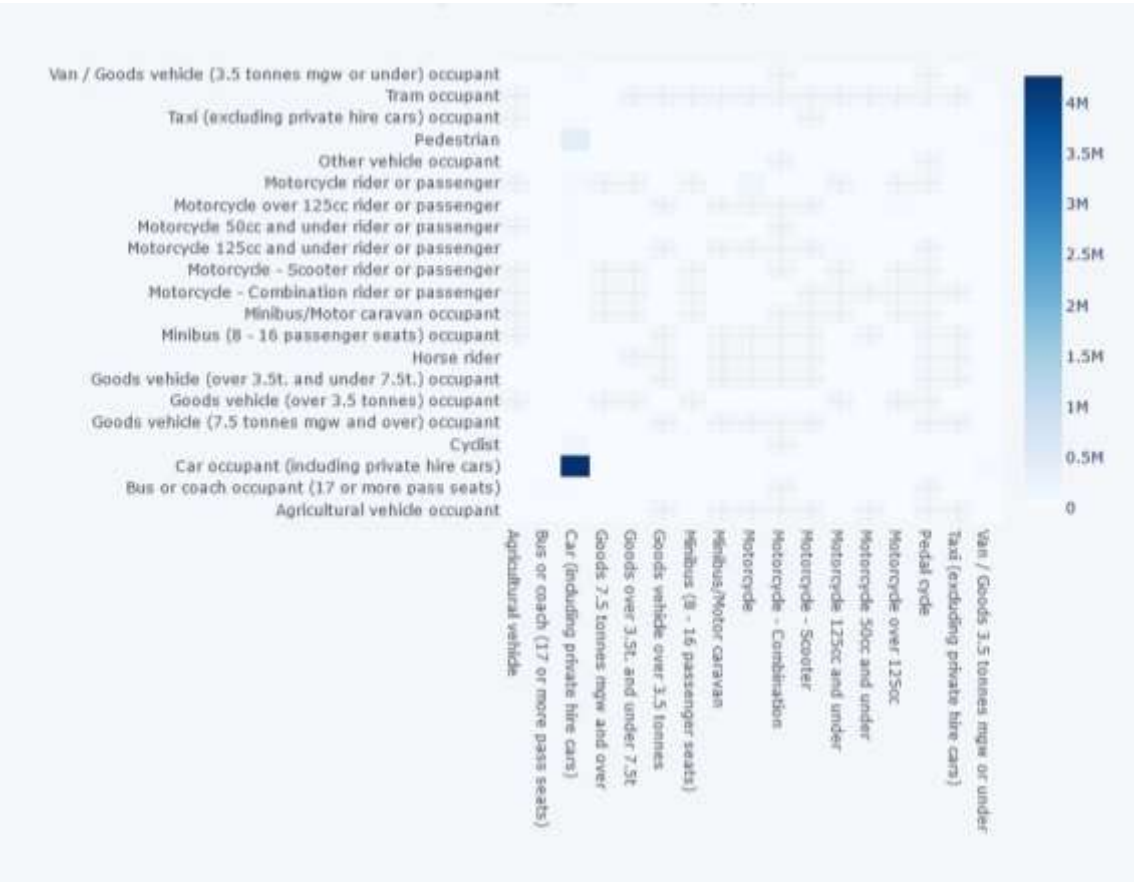 Van / Goods vehicle (3.5 tonnes mgw or under) occupant
Tram occupant
Taxi (excluding private hire cars) occupant
Pedestrian
Other vehicle occupant
Motorcycle rider or passenger
Motorcycle over 125cc rider or passenger
Motorcycle 50cc and under rider or passenger
Motorcycle 125cc and under rider or passenger
Motorcycle - Scooter rider or passenger
Motorcycle - Combination rider or passenger
Minibus/Motor caravan occupant
Minibus (8 - 16 passenger seats) occupant
Horse rider
Goods vehicle (over 3.5t. and under 7.5t.) occupant
Goods vehicle (over 3.5 tonnes) occupant
Goods vehicle (7.5 tonnes mgw and over) occupant
Cyclist
Car occupant (including private hire cars)
Bus or coach occupant (17 or more pass seats)
Agricultural vehicle occupant
Agricultural vehicle
Bus or coach (17 or more pass seats)
Car (including private hire cars)
Goods 7.5 tonnes mgw and over
Goods over 3.5t. and under 7.5t
Goods vehicle over 3.5 tonnes
Minibus (8 - 16 passenger seats)
Minibus/Motor caravan
Motorcycle
Motorcycle - Combination
Motorcycle - Scooter
Motorcycle 125cc and under
Motorcycle 50cc and under
Motorcycle over 125cc
Pedal cycle
Taxi (excluding private hire cars)
Van / Goods 3.5 tonnes mgw or under
4M
3.5M
3M
2.5M
2M
1.5M
1M
0.5M
0